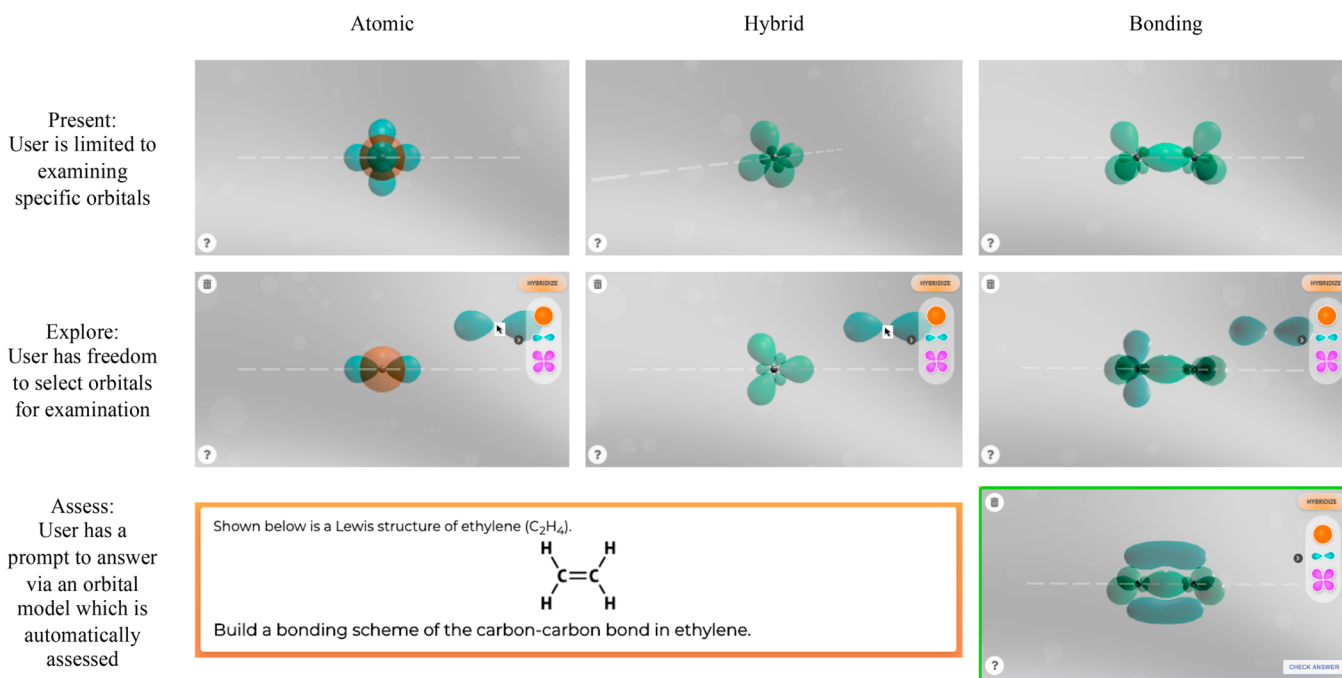 Atomic
Hybrid
Bonding
Present:
User is limited to
examining
specific orbitals
?
?
?
Explore:
User has freedom
to select orbitals
for examination
HYBRIDIZE
HYBRIDIZE
HYBRIDIZE
?
?
?
Assess:
User has a
prompt to answer
via an orbital
model which is
automatically
assessed
Shown below is a Lewis structure of ethylene (C₂H₄).
H H
C=C
H H
Build a bonding scheme of the carbon-carbon bond in ethylene.
HYBRIDIZE
?
CHECK ANSWER